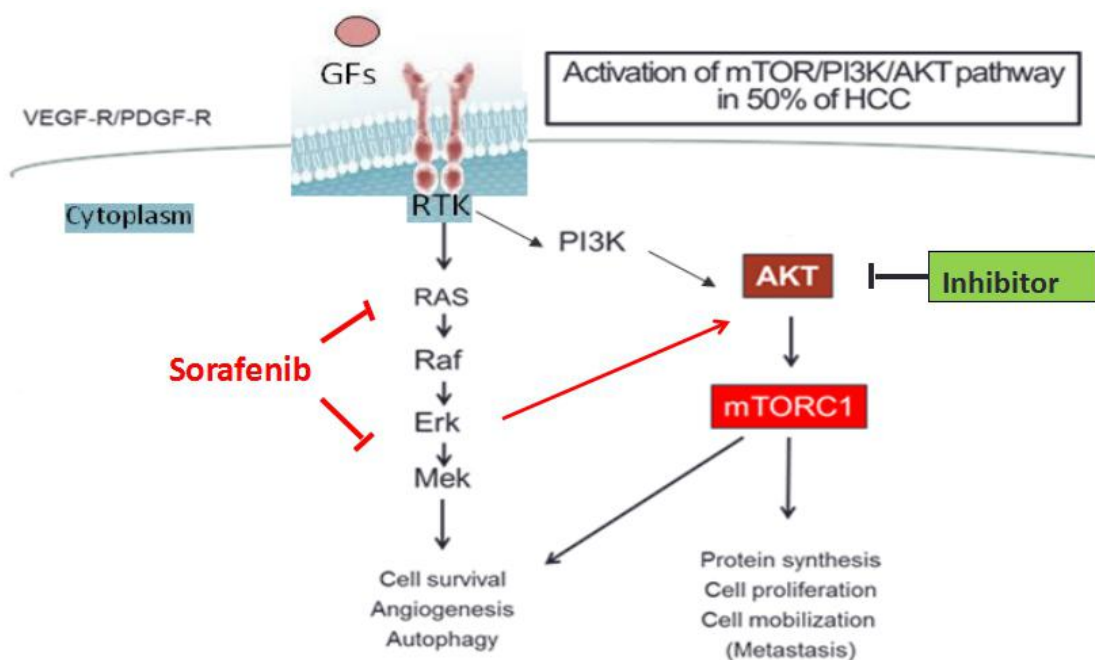 GFs
Activation of mTOR/PI3K/AKT pathway
in 50% of HCC
VEGF-R/PDGF-R
Cytoplasm
RTK
PI3K
AKT
Inhibitor
RAS
Sorafenib
Raf
mTORC1
Erk
Mek
Cell survival
Angiogenesis
Autophagy
Protein synthesis
Cell proliferation
Cell mobilization
(Metastasis)